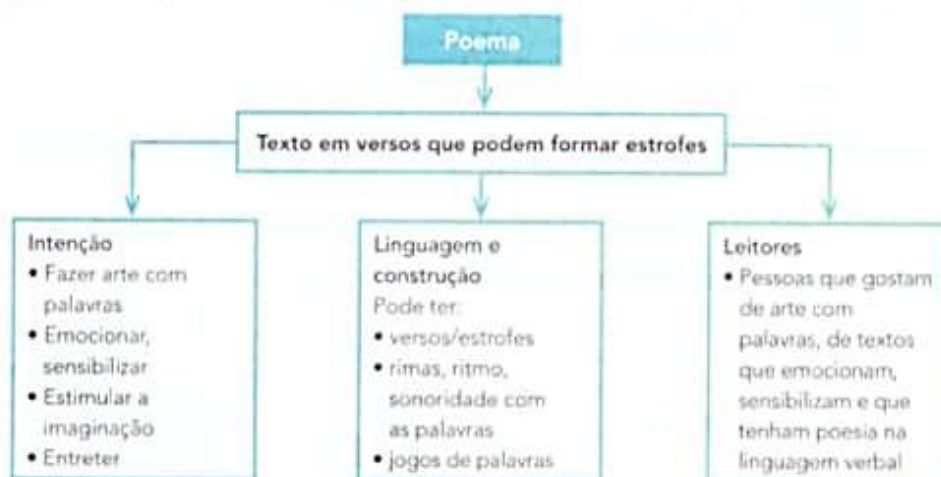 Poema
Texto em versos que podem formar estrofes
Intenção
• Fazer arte com
palavras
• Emocionar,
sensibilizar
• Estimular a
imaginação
• Entreter
Linguagem e
construção
Pode ter:
• versos/estrofes
• rimas, ritmo,
sonoridade com
as palavras
• jogos de palavras
Leitores
• Pessoas que gostam
de arte com
palavras, de textos
que emocionam,
sensibilizam e que
tenham poesia na
linguagem verbal